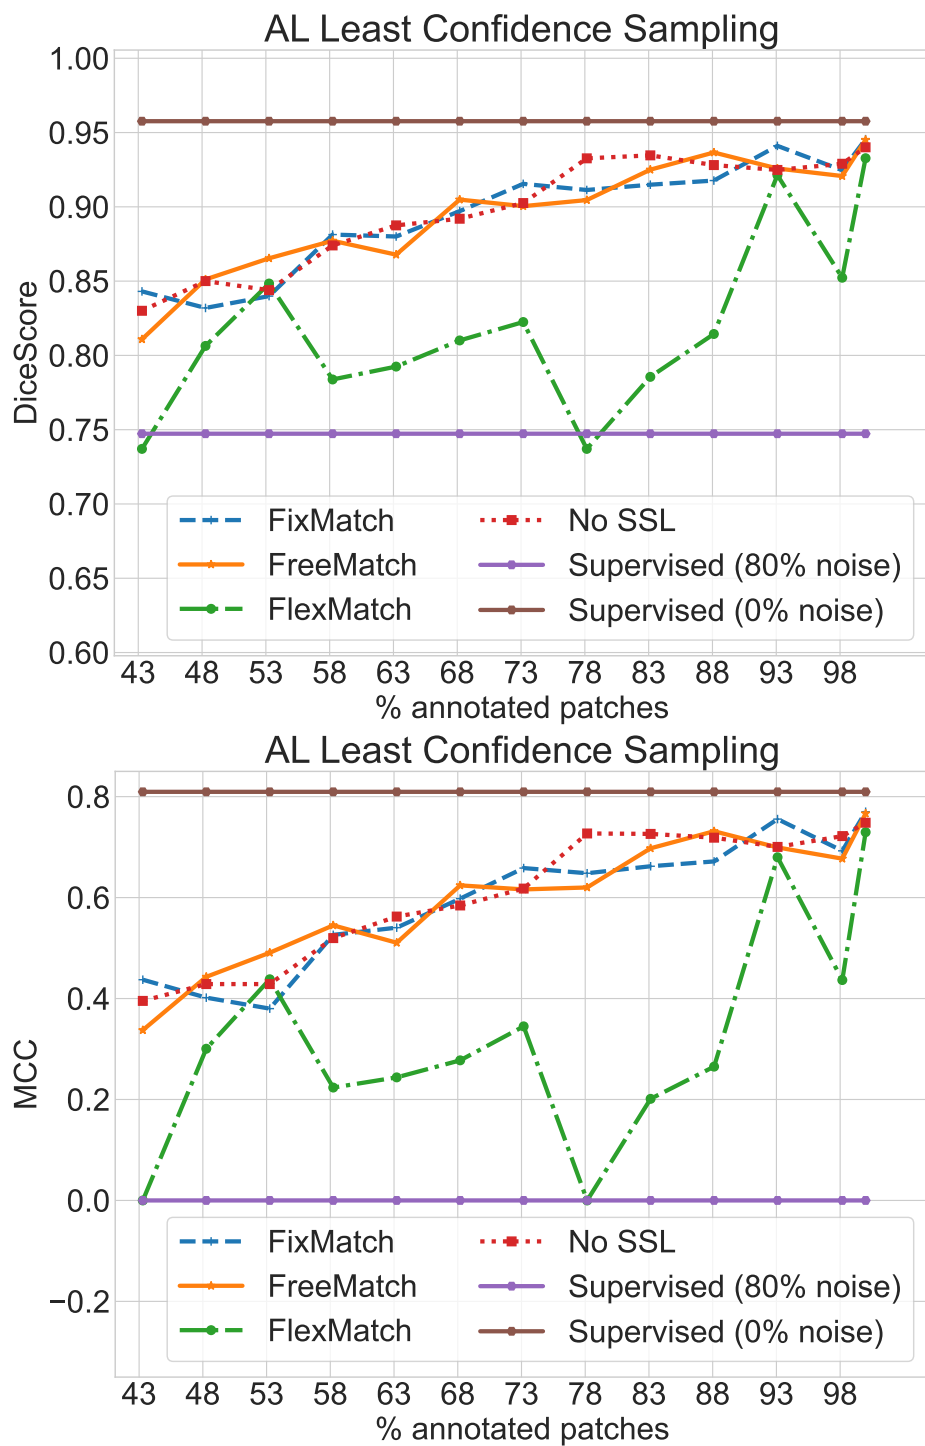 AL Least Confidence Sampling
1.00
0.95
0.90
0.85
0.80
0.75
0.70
0.65
0.60
DiceScore
FixMatch No SSL
FreeMatch Supervised (80% noise)
FlexMatch Supervised (0% noise)
43 48 53 58 63 68 73 78 83 88 93 98
% annotated patches
AL Least Confidence Sampling
0.8
0.6
0.4
0.2
0.0
−0.2
MCC
FixMatch No SSL
FreeMatch Supervised (80% noise)
FlexMatch Supervised (0% noise)
43 48 53 58 63 68 73 78 83 88 93 98
% annotated patches